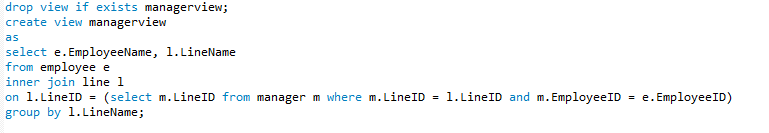 drop view if exists managerview;
create view managerview
as
select e.EmployeeName, l.LineName
from employee e
inner join line l
on l.LineID = (select m.LineID from manager m where m.LineID = l.LineID and m.EmployeeID = e.EmployeeID)
group by l.LineName;